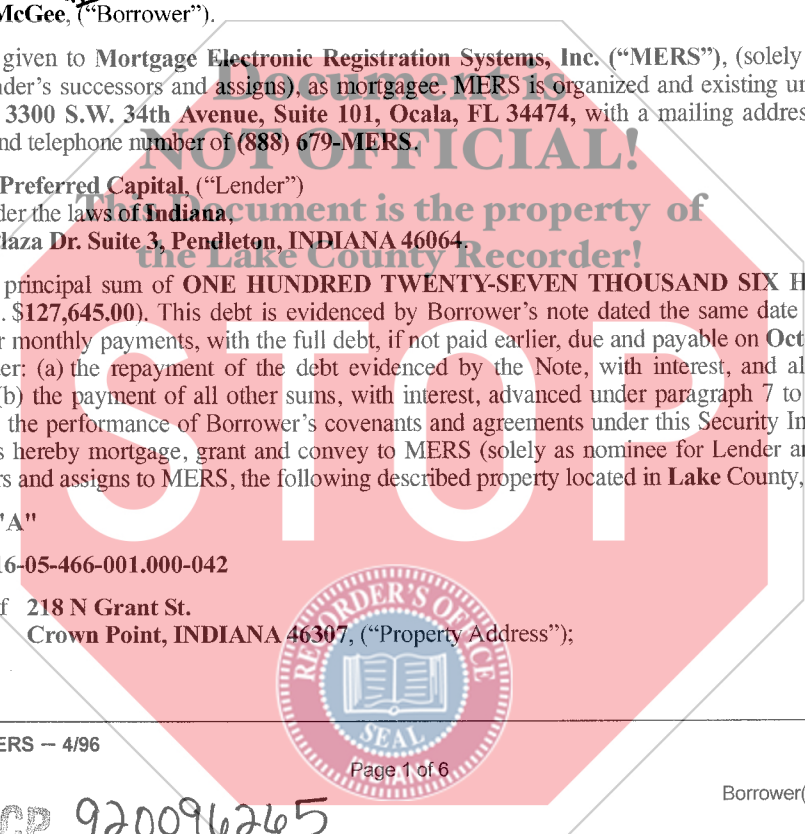 McGee, ("Borrower").
given to Mortgage Electronic Registration Systems, Inc. ("MERS"), (solely
der's successors and assigns), as mortgagee. MERS is organized and existing un
3300 S.W. 34th Avenue, Suite 101, Ocala, FL 34474, with a mailing addres
nd telephone number of (888) 679-MERS.
Document is
NOT OFFICIAL!
This Document is the property of
the Lake County Recorder!
Preferred Capital, ("Lender")
der the laws of Indiana,
laza Dr. Suite 3, Pendleton, INDIANA 46064.
principal sum of ONE HUNDRED TWENTY-SEVEN THOUSAND SIX H
. $127,645.00). This debt is evidenced by Borrower's note dated the same date
r monthly payments, with the full debt, if not paid earlier, due and payable on Oct
er: (a) the repayment of the debt evidenced by the Note, with interest, and al
(b) the payment of all other sums, with interest, advanced under paragraph 7 to
the performance of Borrower's covenants and agreements under this Security In
s hereby mortgage, grant and convey to MERS (solely as nominee for Lender an
rs and assigns to MERS, the following described property located in Lake County,
STOP
"A"
16-05-466-001.000-042
f 218 N Grant St.
Crown Point, INDIANA 46307, ("Property Address");
RECORDER'S OFFICE
SEAL
INDIANA
ERS -- 4/96
Page 1 of 6
Borrower(
CP 920096265